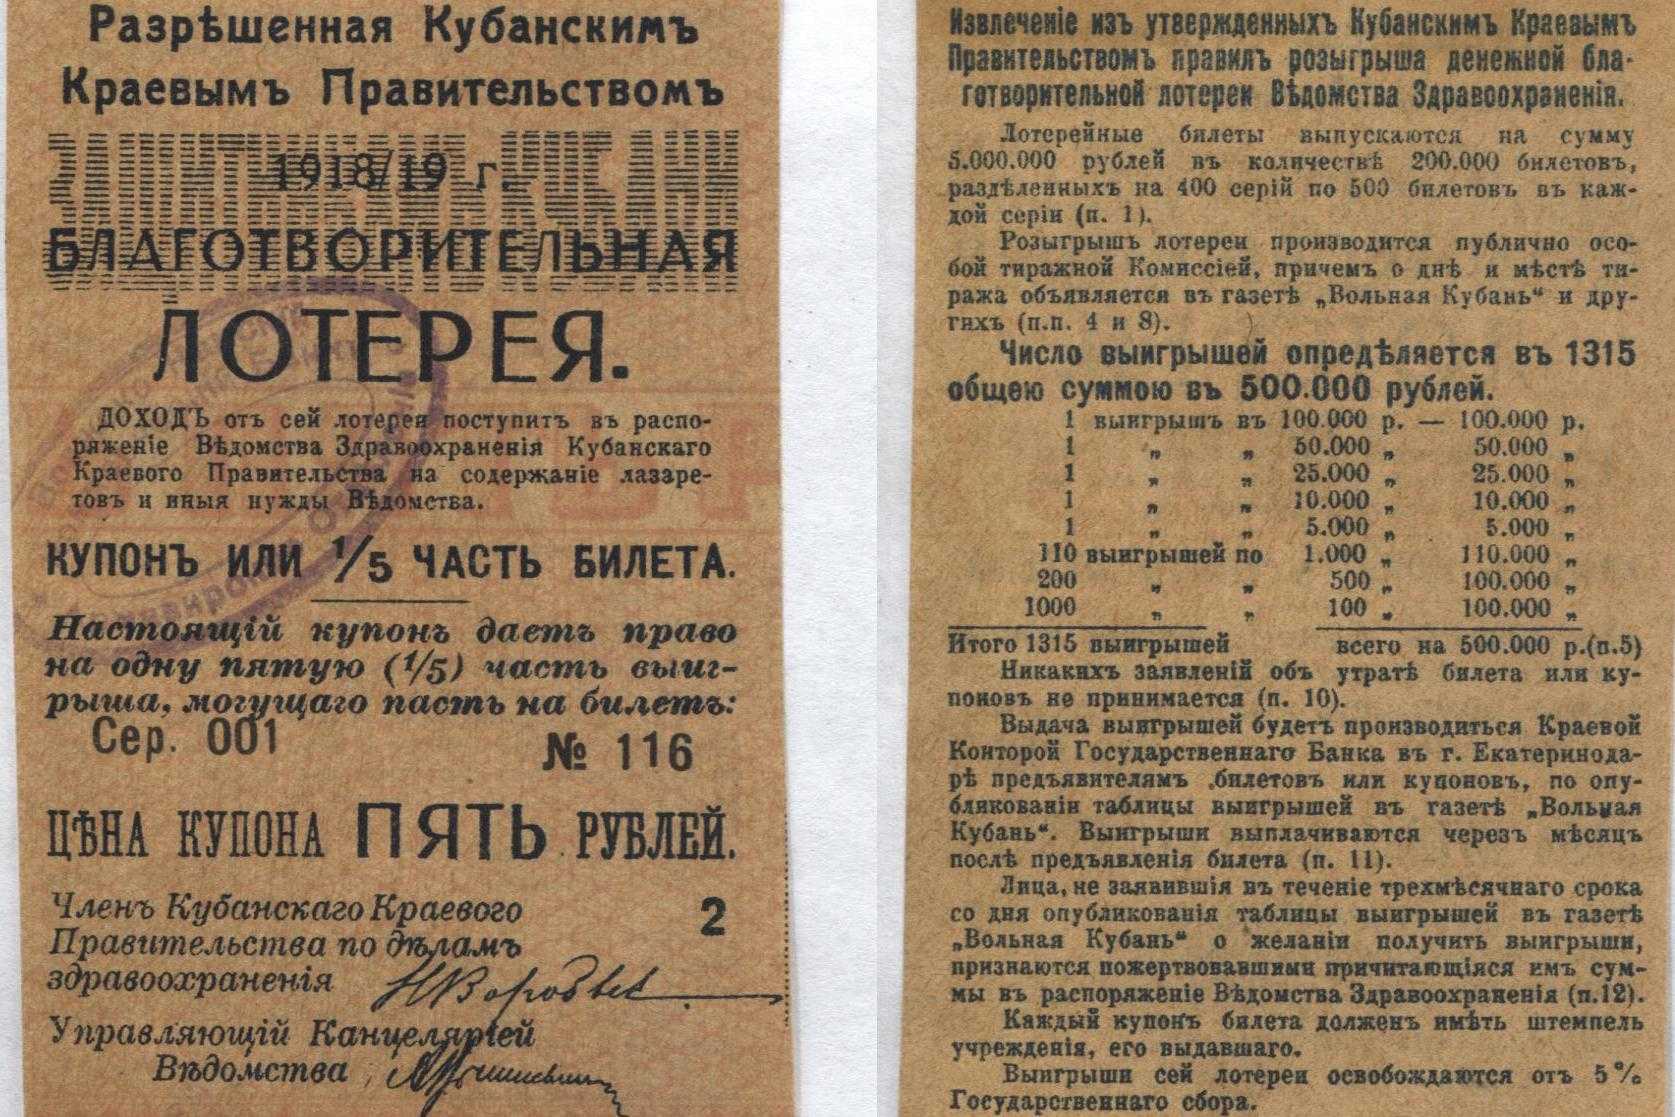 Разрѣшенная Кубанскимъ
Краевымъ Правительствомъ
1918/19 г.
БЛАГОТВОРИТЕЛЬНАЯ
ЛОТЕРЕЯ.
ДОХОДЪ отъ сей лотереи поступитъ въ распо-
ряженіе Вѣдомства Здравоохраненія Кубанскаго
Краевого Правительства на содержаніе лазаре-
товъ и иныя нужды Вѣдомства.
КУПОНЪ ИЛИ 1/5 ЧАСТЬ БИЛЕТА.
Настоящій купонъ даетъ право
на одну пятую (1/5) часть выиг-
рыша, могущаго пасть на билетъ:
Сер. 001
№ 116
ЦѢНА КУПОНА ПЯТЬ РУБЛЕЙ.
Членъ Кубанскаго Краевого
2
Правительства по дѣламъ
здравоохраненія
Управляющій Канцеляріей
Вѣдомства
Извлеченіе изъ утвержденныхъ Кубанскимъ Краевымъ
Правительствомъ правилъ розыгрыша денежной бла-
готворительной лотереи Вѣдомства Здравоохраненія.
Лотерейные билеты выпускаются на сумму
5.000.000 рублей въ количествѣ 200.000 билетовъ,
раздѣленныхъ на 400 серій по 500 билетовъ въ каж-
дой серіи (п. 1).
Розыгрышъ лотереи производится публично осо-
бой тиражной Комиссіей, причемъ о днѣ и мѣстѣ ти-
ража объявляется въ газетѣ „Вольная Кубань“ и дру-
гихъ (п.п. 4 и 8).
Число выигрышей опредѣляется въ 1315
общею суммою въ 500.000 рублей.
1 выигрышъ въ 100.000 р. — 100.000 р.
1 „ „ 50.000 „ 50.000 „
1 „ „ 25.000 „ 25.000 „
1 „ „ 10.000 „ 10.000 „
1 „ „ 5.000 „ 5.000 „
110 выигрышей по 1.000 „ 110.000 „
200 „ „ 500 „ 100.000 „
1000 „ „ 100 „ 100.000 „
Итого 1315 выигрышей всего на 500.000 р.(п.5)
Никакихъ заявленій объ утратѣ билета или ку-
поновъ не принимается (п. 10).
Выдача выигрышей будетъ производиться Краевой
Конторой Государственнаго Банка въ г. Екатеринода-
рѣ предъявителямъ билетовъ или купоновъ, по опу-
бликованіи таблицы выигрышей въ газетѣ „Вольная
Кубань“. Выигрыши выплачиваются черезъ мѣсяцъ
послѣ предъявленія билета (п. 11).
Лица, не заявившія въ теченіе трехмѣсячнаго срока
со дня опубликованія таблицы выигрышей въ газетѣ
„Вольная Кубань“ о желаніи получить выигрыши,
признаются пожертвовавшими причитающіяся имъ сум-
мы въ распоряженіе Вѣдомства Здравоохраненія (п.12).
Каждый купонъ билета долженъ имѣть штемпель
учрежденія, его выдавшаго.
Выигрыши сей лотереи освобождаются отъ 5%
Государственнаго сбора.